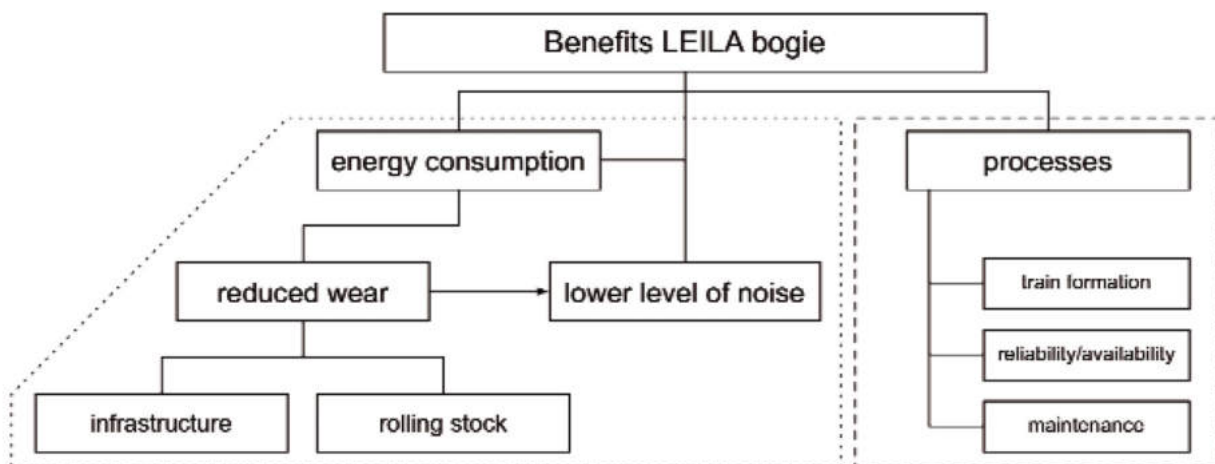 Benefits LEILA bogie
energy consumption
processes
reduced wear
lower level of noise
train formation
reliability/availability
infrastructure
rolling stock
maintenance